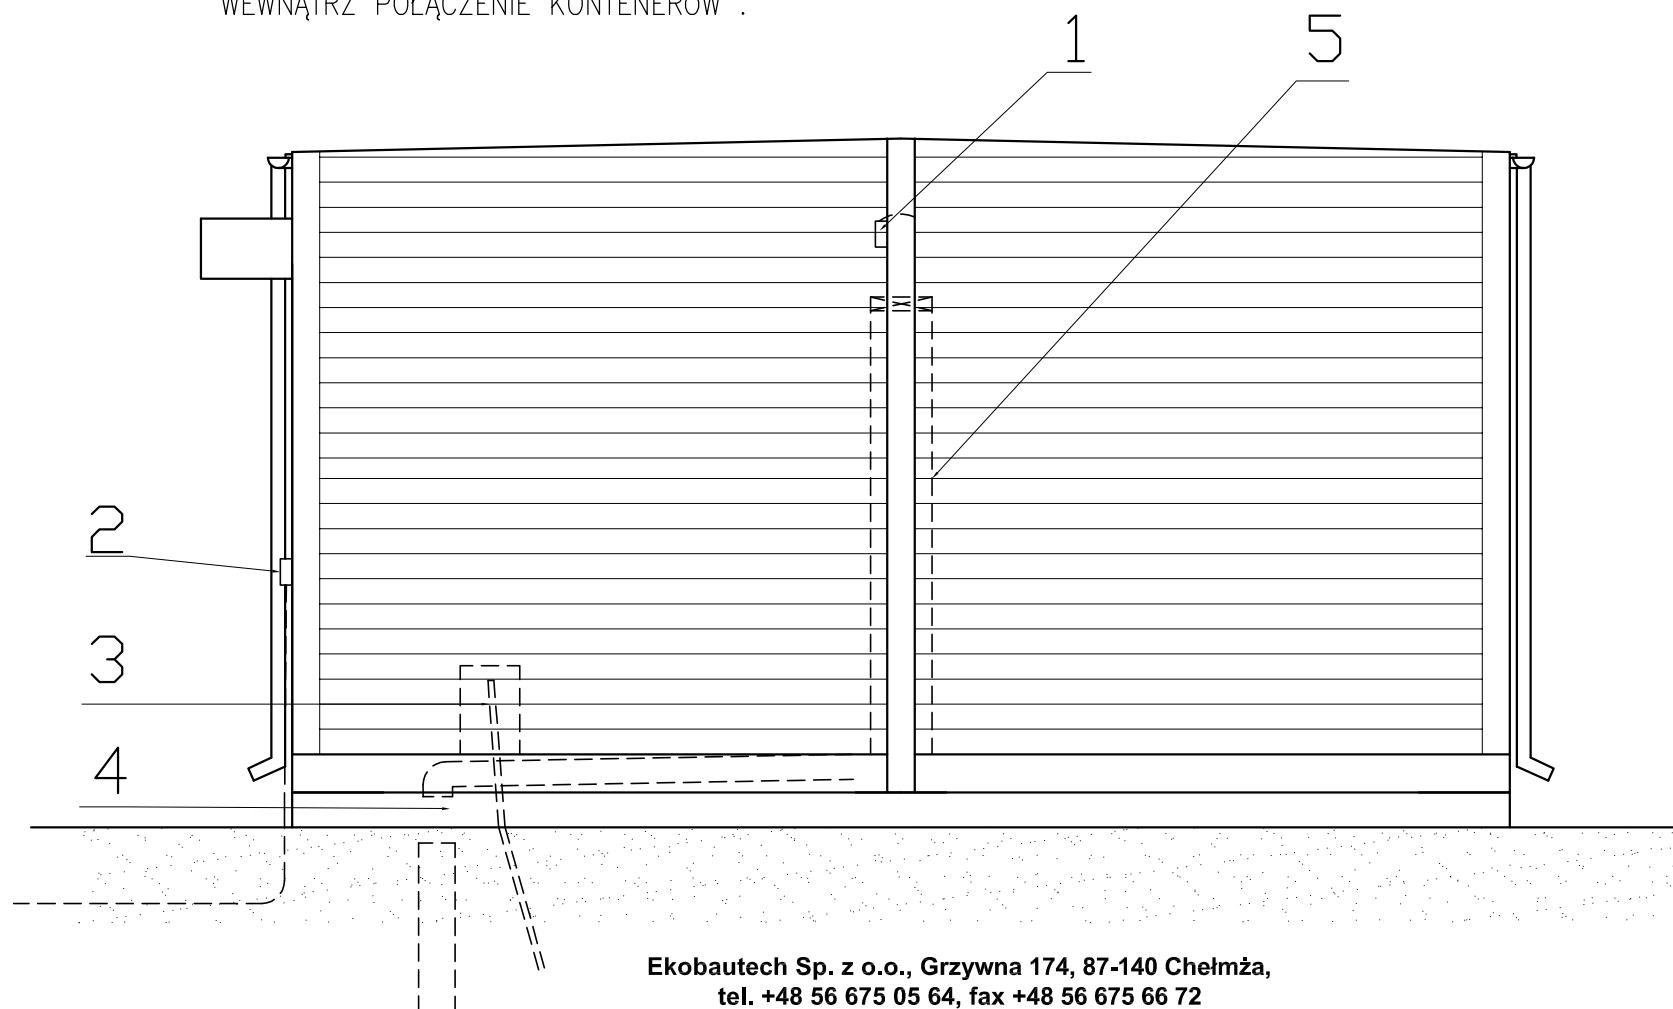 WEWNĄTRZ POŁĄCZENIE KONTENERÓW .
1
5
2
3
4
Ekobautech Sp. z o.o., Grzywna 174, 87-140 Chełmża,
tel. +48 56 675 05 64, fax +48 56 675 66 72